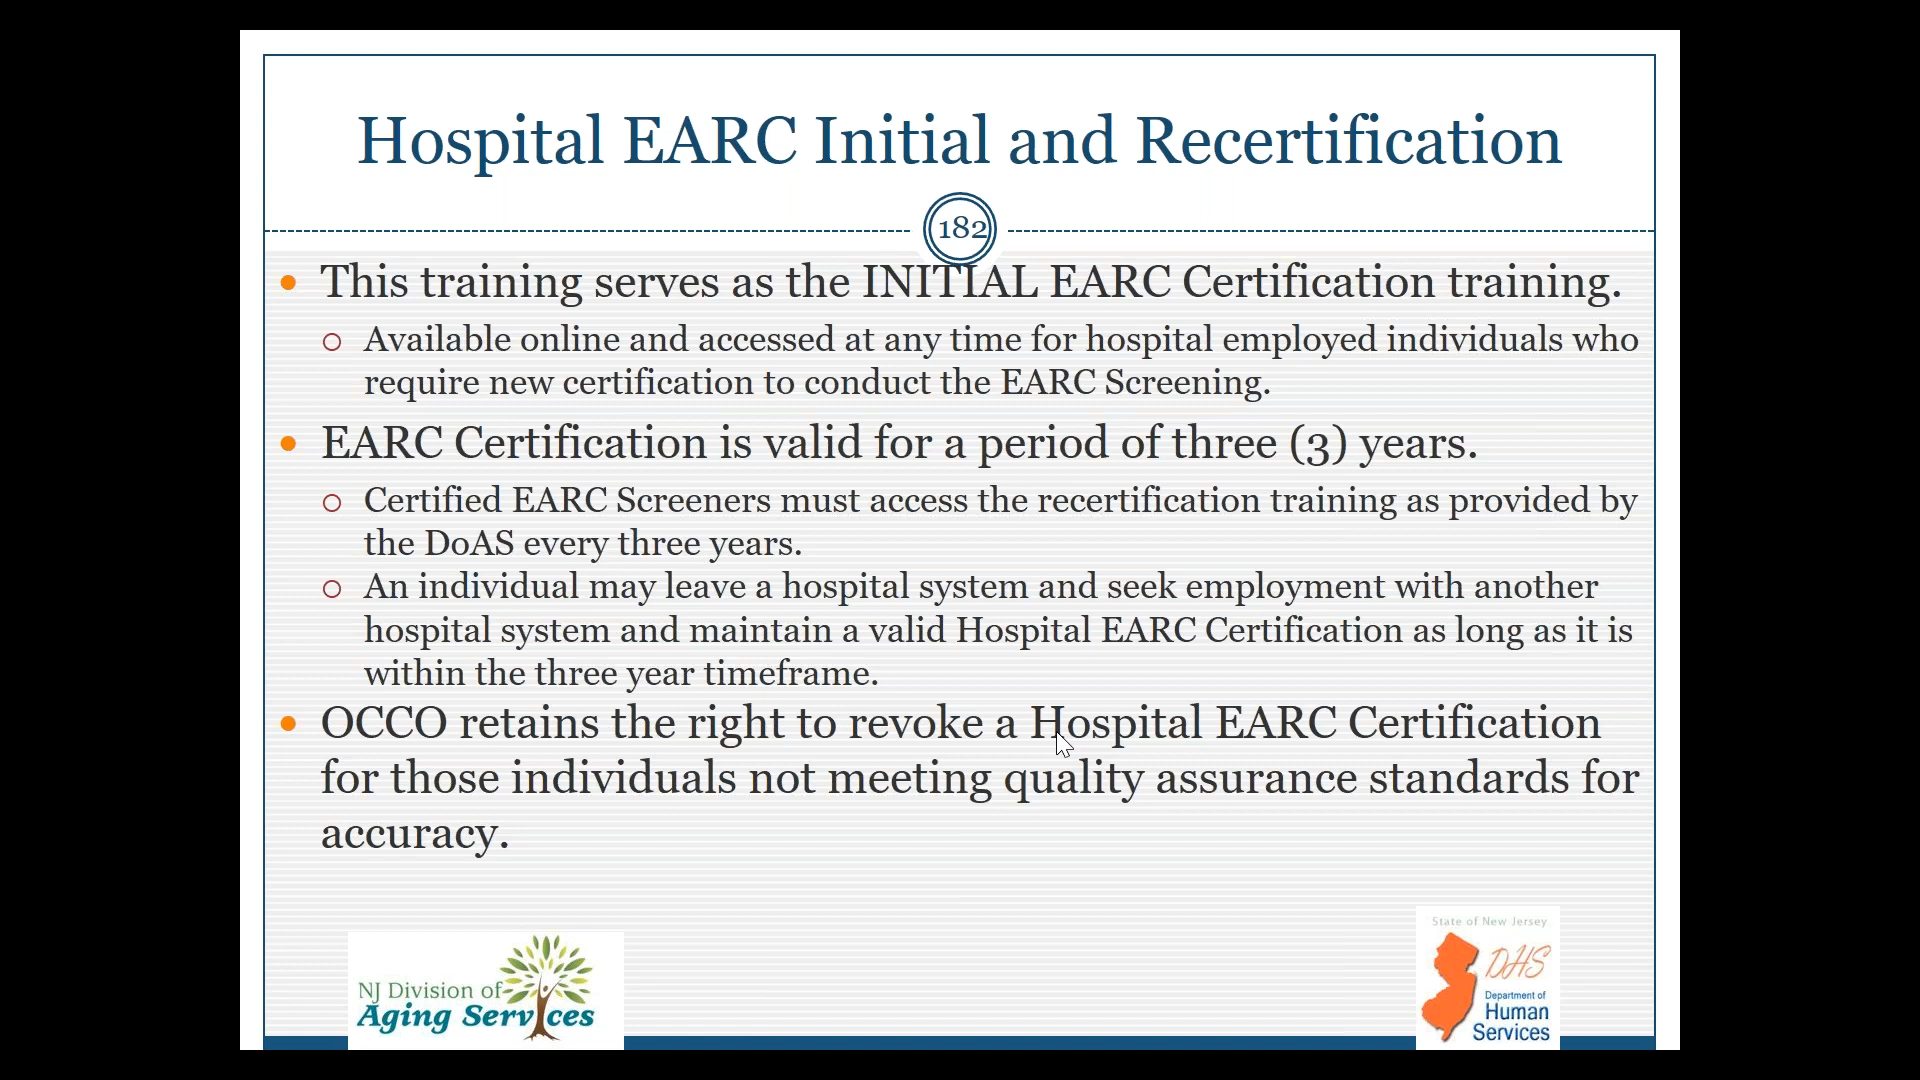 Hospital EARC Initial and Recertification
182
This training serves as the INITIAL EARC Certification training.
Available online and accessed at any time for hospital employed individuals who
require new certification to conduct the EARC Screening.
EARC Certification is valid for a period of three (3) years.
Certified EARC Screeners must access the recertification training as provided by
the DoAS every three years.
An individual may leave a hospital system and seek employment with another
hospital system and maintain a valid Hospital EARC Certification as long as it is
within the three year timeframe.
OCCO retains the right to revoke a Hospital EARC Certification
for those individuals not meeting quality assurance standards for
accuracy.
NJ Division of
Aging Services
State of New Jersey
DHS
Department of
Human
Services